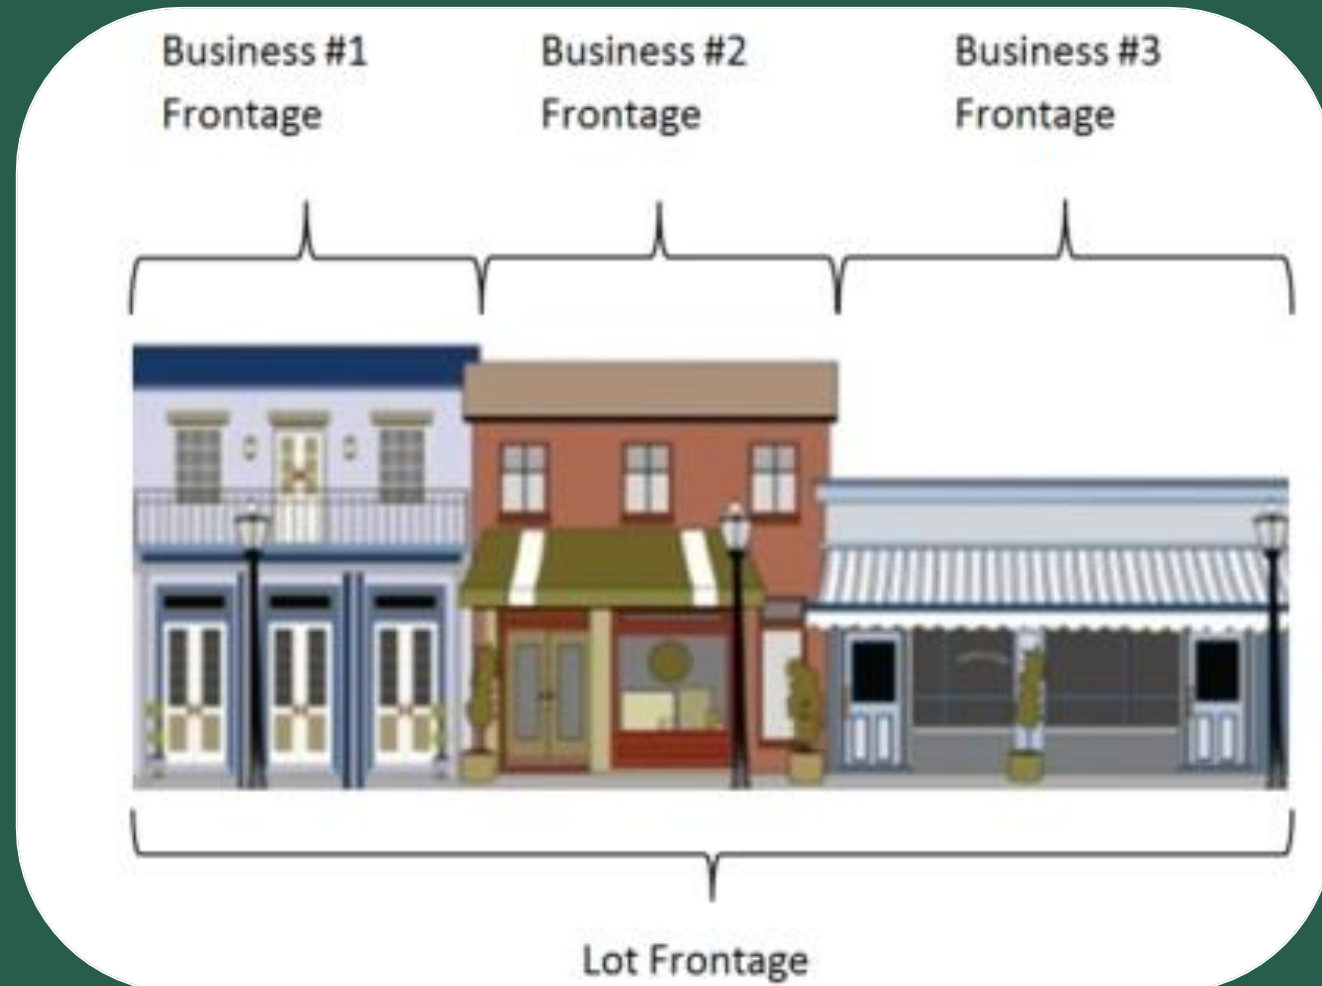 Business #1
Frontage
Business #2
Frontage
Business #3
Frontage
Lot Frontage